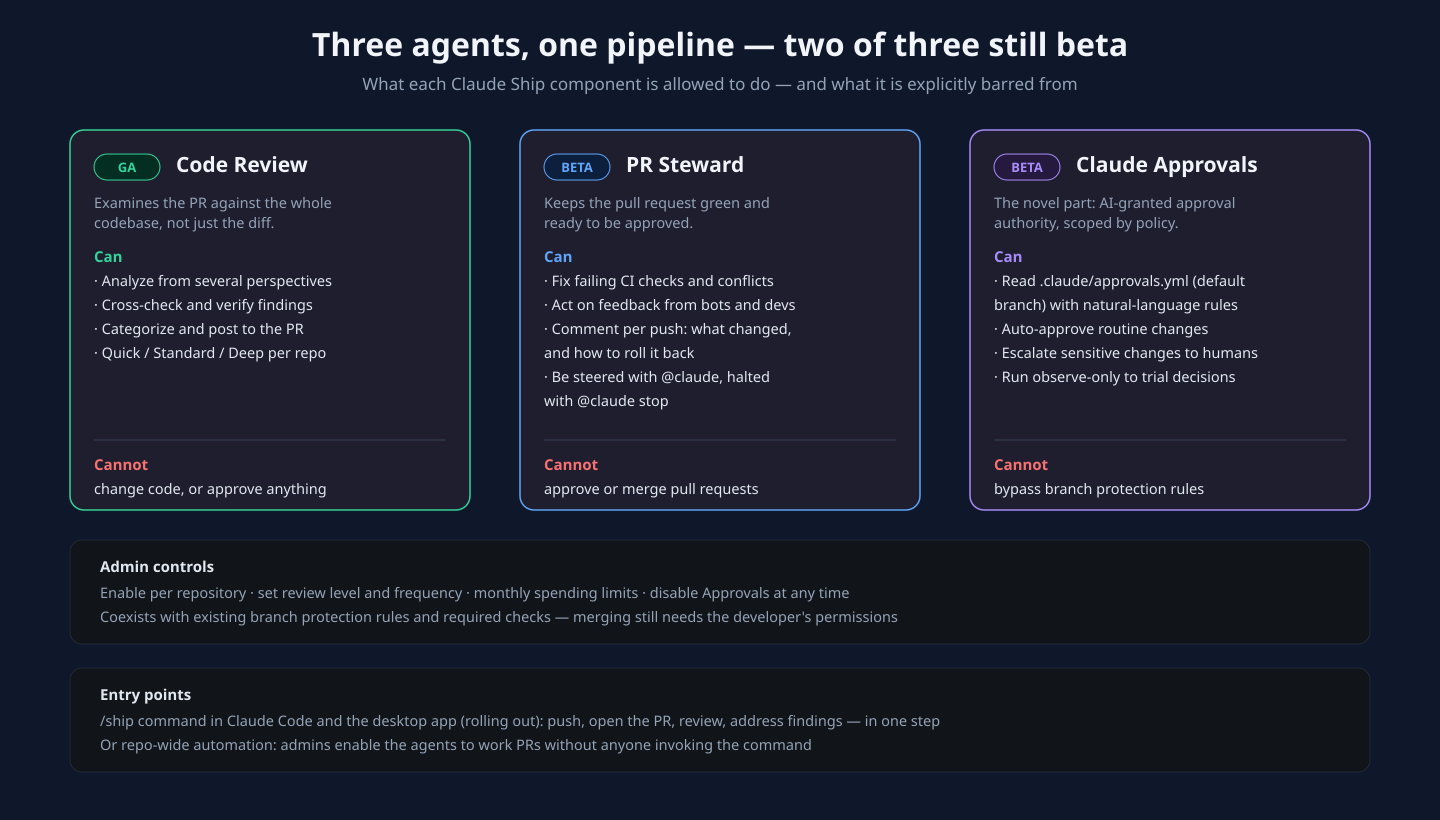 Three agents, one pipeline — two of three still beta
What each Claude Ship component is allowed to do — and what it is explicitly barred from
GA
Code Review
Examines the PR against the whole
codebase, not just the diff.
Can
· Analyze from several perspectives
· Cross-check and verify findings
· Categorize and post to the PR
· Quick / Standard / Deep per repo
Cannot
change code, or approve anything
BETA
PR Steward
Keeps the pull request green and
ready to be approved.
Can
· Fix failing CI checks and conflicts
· Act on feedback from bots and devs
· Comment per push: what changed,
and how to roll it back
· Be steered with @claude, halted
with @claude stop
Cannot
approve or merge pull requests
BETA
Claude Approvals
The novel part: AI-granted approval
authority, scoped by policy.
Can
· Read .claude/approvals.yml (default
branch) with natural-language rules
· Auto-approve routine changes
· Escalate sensitive changes to humans
· Run observe-only to trial decisions
Cannot
bypass branch protection rules
Admin controls
Enable per repository · set review level and frequency · monthly spending limits · disable Approvals at any time
Coexists with existing branch protection rules and required checks — merging still needs the developer's permissions
Entry points
/ship command in Claude Code and the desktop app (rolling out): push, open the PR, review, address findings — in one step
Or repo-wide automation: admins enable the agents to work PRs without anyone invoking the command